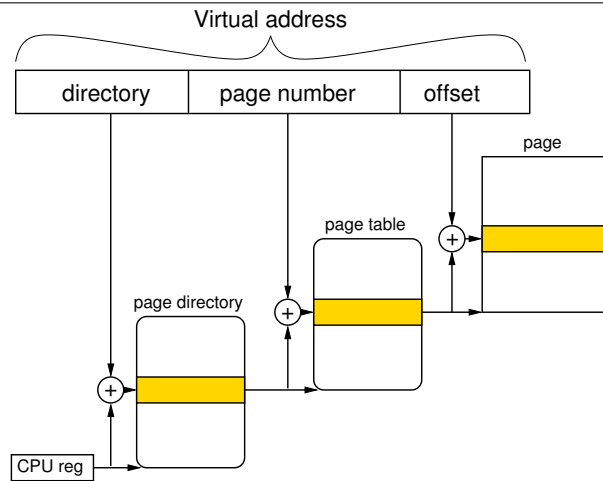 Virtual address
directory page number offset
page
page table
page directory
+
+
+
CPU reg